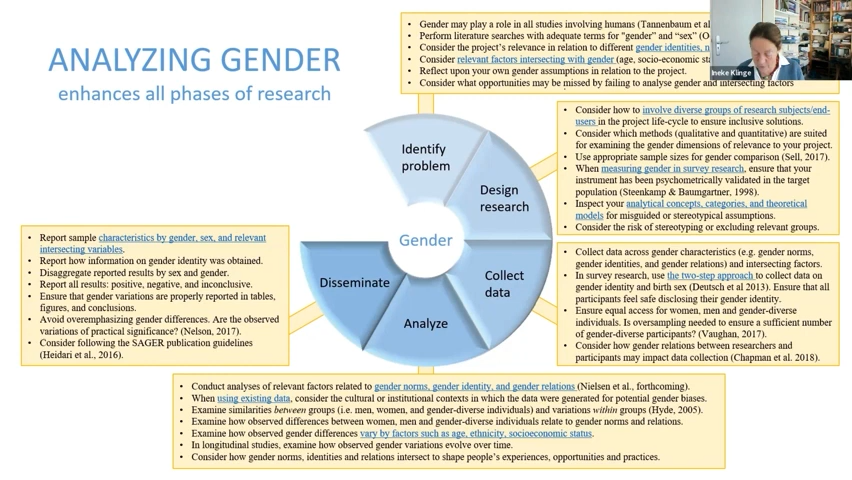 ANALYZING GENDER
enhances all phases of research
• Gender may play a role in all studies involving humans (Tannenbaum et al
• Perform literature searches with adequate terms for "gender" and "sex" (O
• Consider the project's relevance in relation to different gender identities, n
• Consider relevant factors intersecting with gender (age, socio-economic sta
• Reflect upon your own gender assumptions in relation to the project.
• Consider what opportunities may be missed by failing to analyse gender and intersecting factors
Ineke Klinge
• Consider how to involve diverse groups of research subjects/end-
users in the project life-cycle to ensure inclusive solutions.
• Consider which methods (qualitative and quantitative) are suited
for examining the gender dimensions of relevance to your project.
• Use appropriate sample sizes for gender comparison (Sell, 2017).
• When measuring gender in survey research, ensure that your
instrument has been psychometrically validated in the target
population (Steenkamp & Baumgartner, 1998).
• Inspect your analytical concepts, categories, and theoretical
models for misguided or stereotypical assumptions.
• Consider the risk of stereotyping or excluding relevant groups.
Identify
problem
Design
research
Gender
Collect
data
Analyze
Disseminate
• Report sample characteristics by gender, sex, and relevant
intersecting variables.
• Report how information on gender identity was obtained.
• Disaggregate reported results by sex and gender.
• Report all results: positive, negative, and inconclusive.
• Ensure that gender variations are properly reported in tables,
figures, and conclusions.
• Avoid overemphasizing gender differences. Are the observed
variations of practical significance? (Nelson, 2017).
• Consider following the SAGER publication guidelines
(Heidari et al., 2016).
• Collect data across gender characteristics (e.g. gender norms,
gender identities, and gender relations) and intersecting factors.
• In survey research, use the two-step approach to collect data on
gender identity and birth sex (Deutsch et al 2013). Ensure that all
participants feel safe disclosing their gender identity.
• Ensure equal access for women, men and gender-diverse
individuals. Is oversampling needed to ensure a sufficient number
of gender-diverse participants? (Vaughan, 2017).
• Consider how gender relations between researchers and
participants may impact data collection (Chapman et al. 2018).
• Conduct analyses of relevant factors related to gender norms, gender identity, and gender relations (Nielsen et al., forthcoming).
• When using existing data, consider the cultural or institutional contexts in which the data were generated for potential gender biases.
• Examine similarities between groups (i.e. men, women, and gender-diverse individuals) and variations within groups (Hyde, 2005).
• Examine how observed differences between women, men and gender-diverse individuals relate to gender norms and relations.
• Examine how observed gender differences vary by factors such as age, ethnicity, socioeconomic status.
• In longitudinal studies, examine how observed gender variations evolve over time.
• Consider how gender norms, identities and relations intersect to shape people's experiences, opportunities and practices.